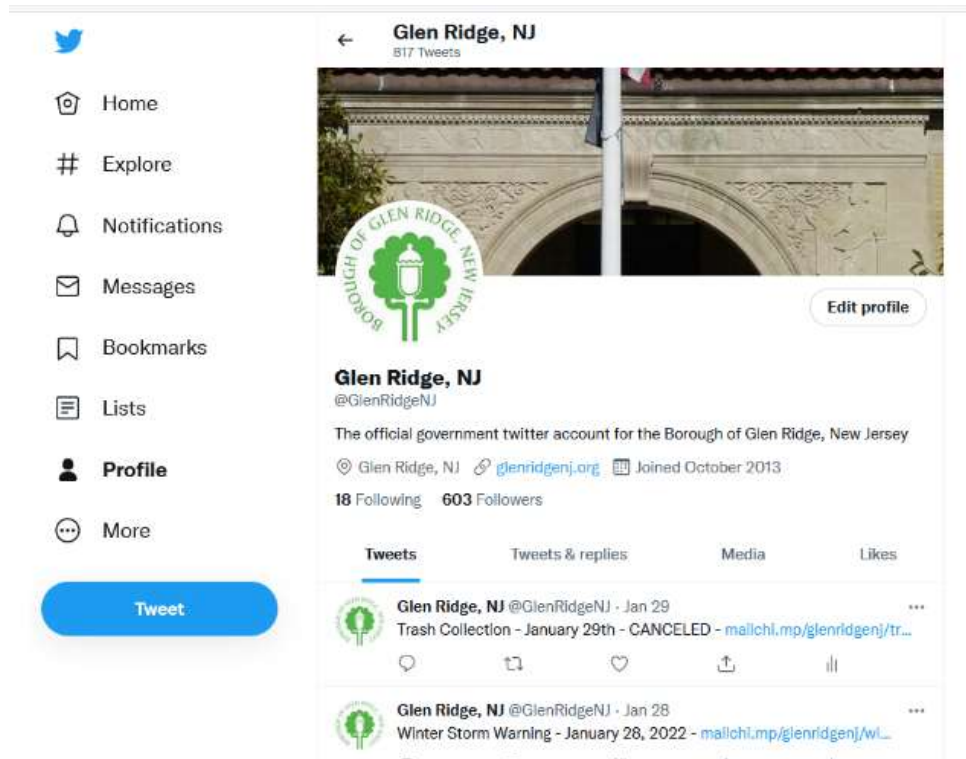 Glen Ridge, NJ
817 Tweets
Home
Explore
Notifications
Messages
Bookmarks
Lists
Profile
More
Tweet
BOROUGH OF GLEN RIDGE, NEW JERSEY
Edit profile
Glen Ridge, NJ
@GlenRidgeNJ
The official government twitter account for the Borough of Glen Ridge, New Jersey
Glen Ridge, NJ glenridgenj.org Joined October 2013
18 Following 603 Followers
Tweets Tweets & replies Media Likes
Glen Ridge, NJ @GlenRidgeNJ · Jan 29
Trash Collection - January 29th - CANCELED - mailchi.mp/glenridgenj/tr...
Glen Ridge, NJ @GlenRidgeNJ · Jan 28
Winter Storm Warning - January 28, 2022 - mailchi.mp/glenridgenj/wi...